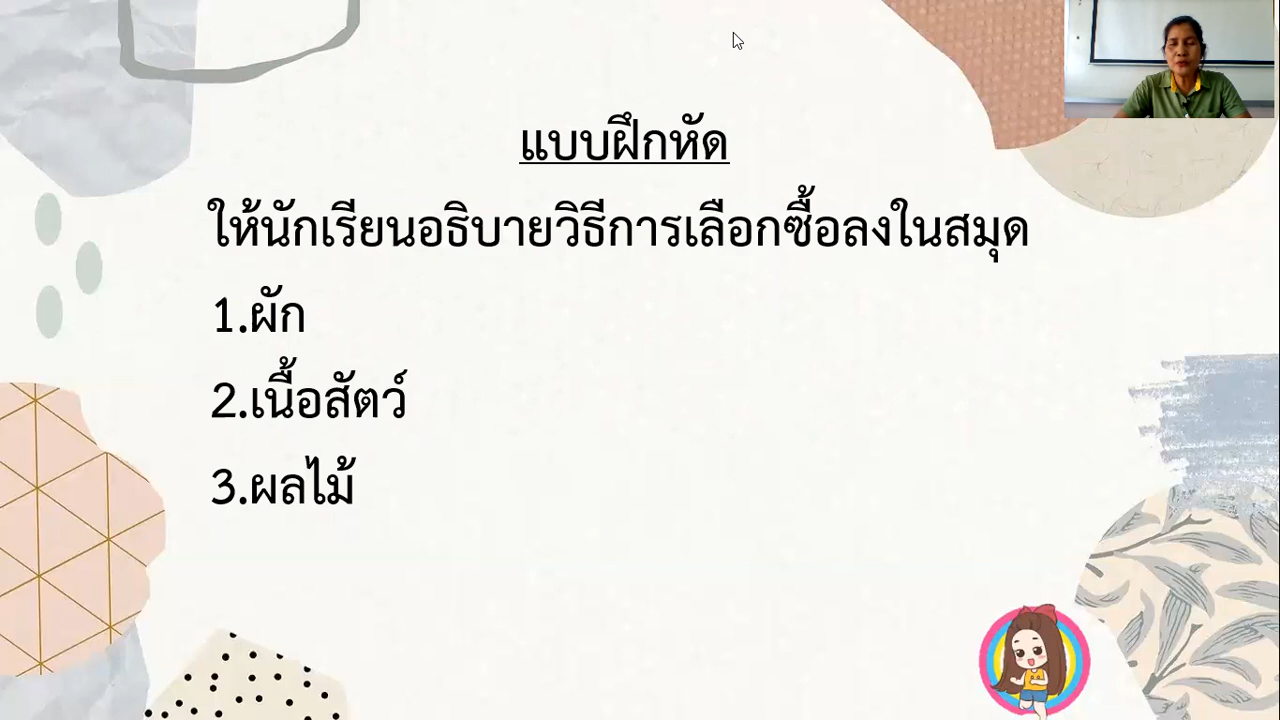 แบบฝึกหัด
ให้นักเรียนอธิบายวิธีการเลือกซื้อลงในสมุด
1.ผัก
2.เนื้อสัตว์
3.ผลไม้